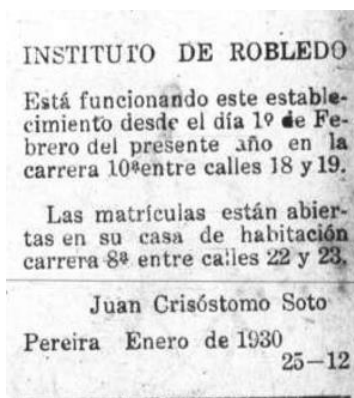 INSTITUTO DE ROBLEDO
Está funcionando este estable-
cimiento desde el día 1º de Fe-
brero del presente año en la
carrera 10ª entre calles 18 y 19.
Las matrículas están abier-
tas en su casa de habitación
carrera 8ª entre calles 22 y 23.
Juan Crisóstomo Soto
Pereira Enero de 1930
25—12